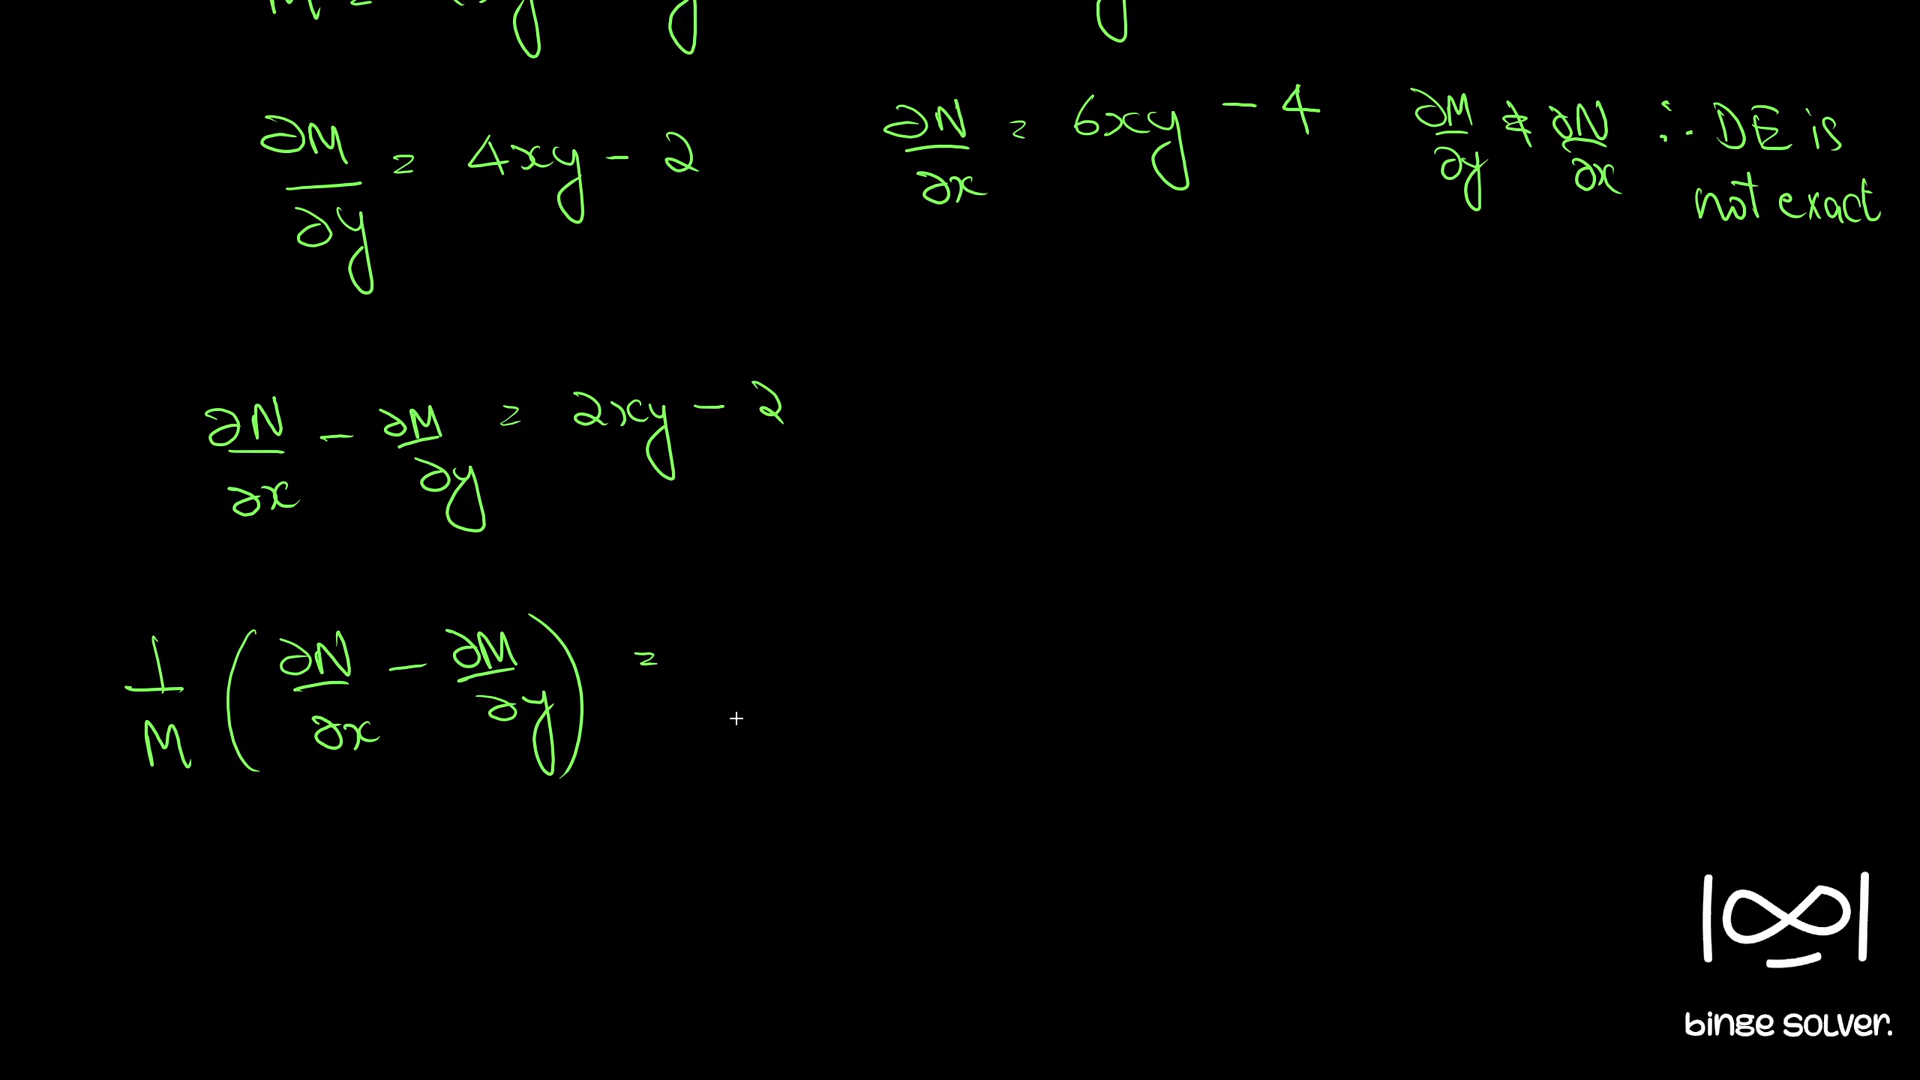 ∂M/∂y = 4xy - 2
∂N/∂x = 6xy - 4
∂M/∂y ≠ ∂N/∂x ∴ DE is
not exact
∂N/∂x - ∂M/∂y = 2xy - 2
1/M (∂N/∂x - ∂M/∂y) =
binge solver.